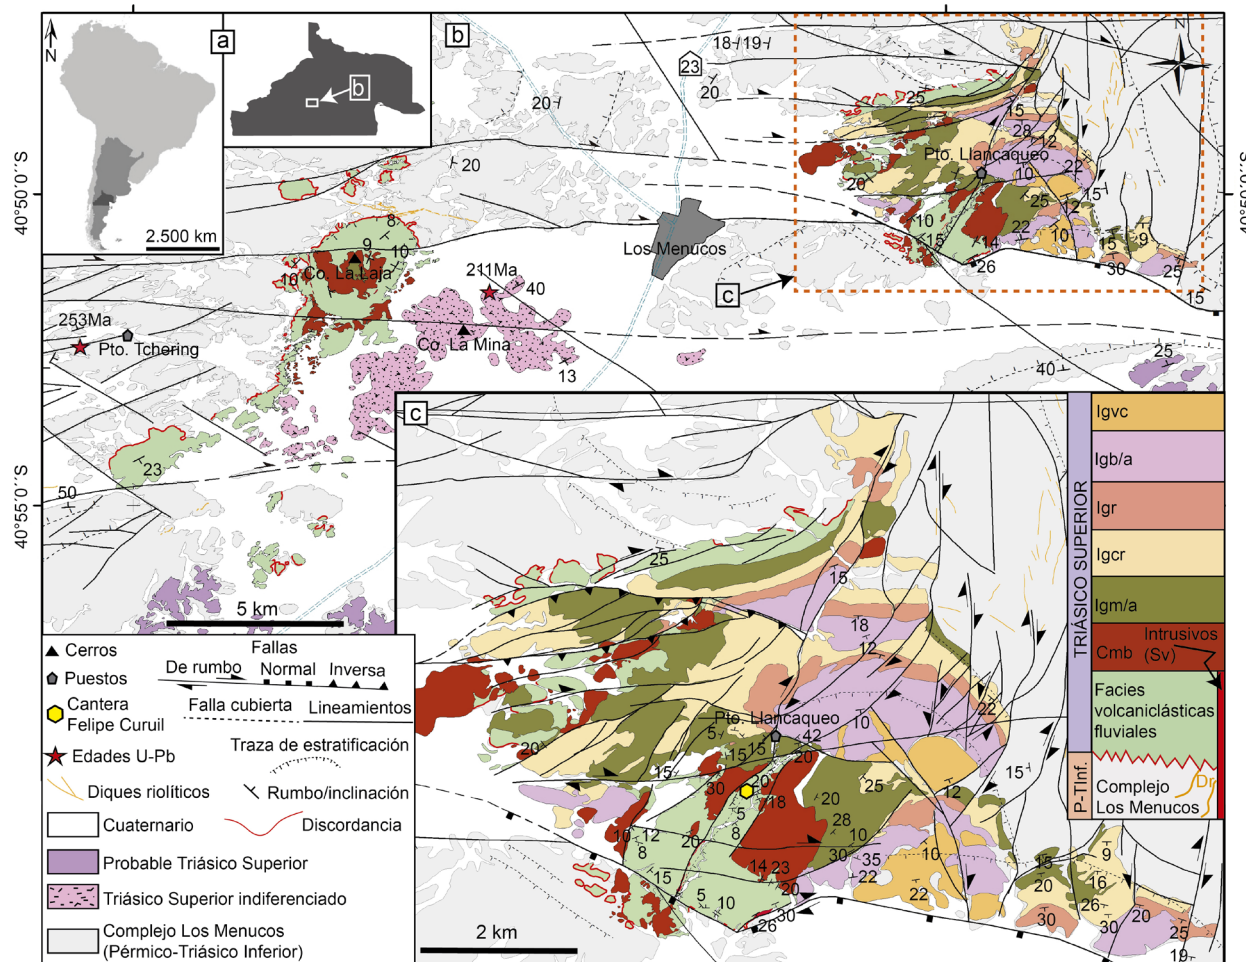 a
b
N
b
2.500 km
40°50´0´´S
40°55´0´´S
40°50´0´´S
23
18
19
20
20
20
N
25
15
28
12
Pto. Llancaqueo
10
22
15
20
25
12
10
22
10
15
14
26
15
9
30
25
15
8
9
10
Co. La Laja
10
Los Menucos
c
211Ma
40
253Ma
Pto. Tchering
Co. La Mina
13
40
25
23
50
5 km
c
25
15
18
12
22
10
Pto. Llancaqueo
42
5
15
15
20
20
15
30
20
18
5
8
20
28
10
25
12
15
10
12
8
20
15
14
23
20
30
35
22
10
22
5
10
30
26
15
20
9
16
26
30
30
20
25
19
2 km
TRIÁSICO SUPERIOR
P-TInf.
Igvc
Igb/a
Igr
Igcr
Igm/a
Cmb
Intrusivos
(Sv)
Facies
volcaniclásticas
fluviales
Complejo
Los Menucos
Dr
Cerros
Puestos
Cantera
Felipe Curuil
Edades U-Pb
Diques riolíticos
Cuaternario
Probable Triásico Superior
Triásico Superior indiferenciado
Complejo Los Menucos
(Pérmico-Triásico Inferior)
Fallas
De rumbo
Normal
Inversa
Falla cubierta
Lineamientos
Traza de estratificación
Rumbo/inclinación
Discordancia